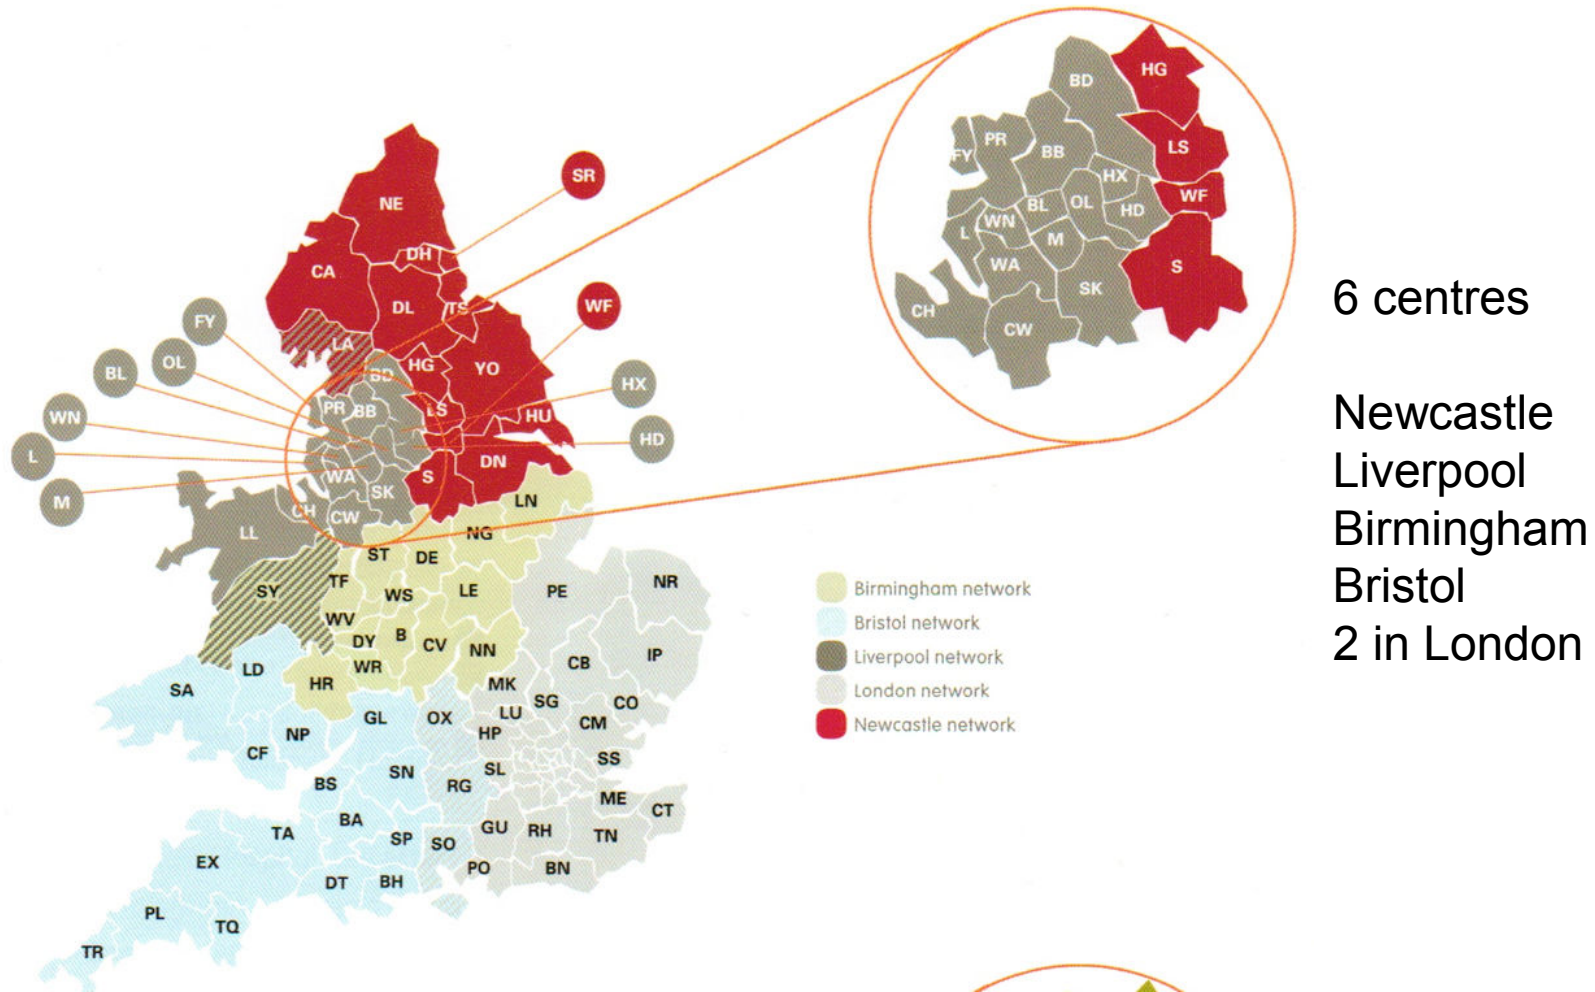 HG
BD
PR
FY
BB
LS
HX
WF
BL
OL
HD
WN
L
M
WA
S
SK
CH
CW
SR
NE
DH
CA
DL
TS
WF
FY
LA
HG
YO
OL
BD
BL
HX
PR
BB
LS
HU
WN
HD
L
DN
WA
S
M
SK
LN
CH
CW
LL
NG
ST
DE
TF
SY
WS
LE
PE
NR
WV
DY
B
CV
NN
WR
CB
IP
LD
HR
MK
SA
SG
CO
LU
GL
OX
CM
NP
HP
CF
SS
SN
SL
BS
RG
ME
CT
BA
GU
RH
TN
TA
SP
SO
EX
PO
BN
DT
BH
PL
TQ
TR
Birmingham network
Bristol network
Liverpool network
London network
Newcastle network
6 centres
Newcastle
Liverpool
Birmingham
Bristol
2 in London